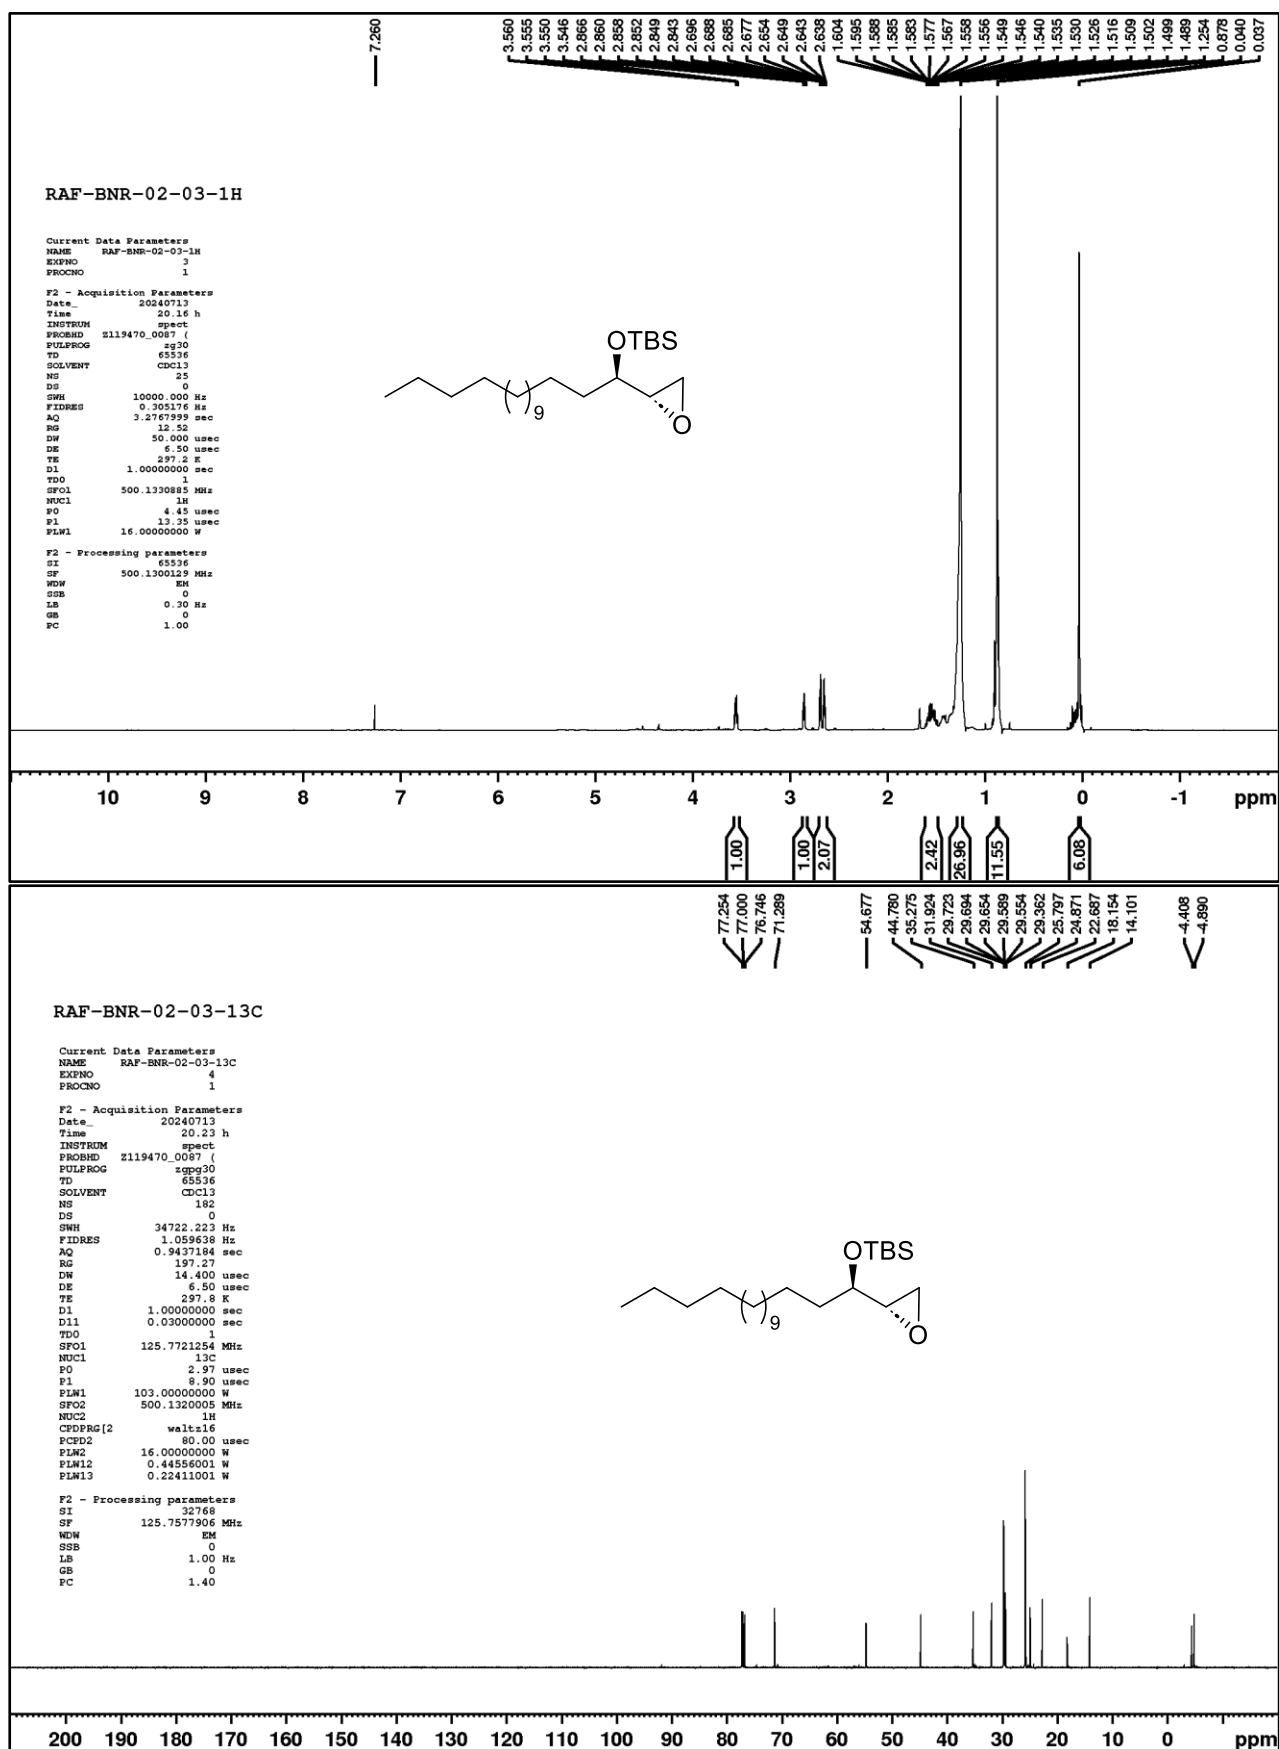 7.260
3.560
3.555
3.550
3.546
2.866
2.860
2.858
2.852
2.849
2.843
2.696
2.688
2.685
2.677
2.654
2.649
2.643
2.638
1.604
1.595
1.588
1.585
1.583
1.577
1.567
1.558
1.556
1.549
1.546
1.540
1.535
1.530
1.526
1.516
1.509
1.502
1.499
1.489
1.254
0.878
0.040
0.037
RAF-BNR-02-03-1H
Current Data Parameters
NAME RAF-BNR-02-03-1H
EXPNO 3
PROCNO 1
F2 - Acquisition Parameters
Date_ 20240713
Time 20.16 h
INSTRUM spect
PROBHD Z119470_0087 (
PULPROG zg30
TD 65536
SOLVENT CDCl3
NS 25
DS 0
SWH 10000.000 Hz
FIDRES 0.305176 Hz
AQ 3.2767999 sec
RG 12.52
DW 50.000 usec
DE 6.50 usec
TE 297.2 K
D1 1.00000000 sec
TD0 1
SFO1 500.1330885 MHz
NUC1 1H
P0 4.45 usec
P1 13.35 usec
PLW1 16.00000000 W
F2 - Processing parameters
SI 65536
SF 500.1300129 MHz
WDW EM
SSB 0
LB 0.30 Hz
GB 0
PC 1.00
OTBS
9
O
10 9 8 7 6 5 4 3 2 1 0 -1 ppm
1.00 1.00 2.07 2.42 26.96 11.55 6.08
77.254
77.000
76.746
71.289
54.677
44.780
35.275
31.924
29.723
29.694
29.654
29.589
29.554
29.362
25.797
24.871
22.687
18.154
14.101
-4.408
-4.890
RAF-BNR-02-03-13C
Current Data Parameters
NAME RAF-BNR-02-03-13C
EXPNO 4
PROCNO 1
F2 - Acquisition Parameters
Date_ 20240713
Time 20.23 h
INSTRUM spect
PROBHD Z119470_0087 (
PULPROG zgpg30
TD 65536
SOLVENT CDCl3
NS 182
DS 0
SWH 34722.223 Hz
FIDRES 1.059638 Hz
AQ 0.9437184 sec
RG 197.27
DW 14.400 usec
DE 6.50 usec
TE 297.8 K
D1 1.00000000 sec
D11 0.03000000 sec
TD0 1
SFO1 125.7721254 MHz
NUC1 13C
P0 2.97 usec
P1 8.90 usec
PLW1 103.00000000 W
SFO2 500.1320005 MHz
NUC2 1H
CPDPRG[2 waltz16
PCPD2 80.00 usec
PLW2 16.00000000 W
PLW12 0.44556001 W
PLW13 0.22411001 W
F2 - Processing parameters
SI 32768
SF 125.7577906 MHz
WDW EM
SSB 0
LB 1.00 Hz
GB 0
PC 1.40
OTBS
9
O
200 190 180 170 160 150 140 130 120 110 100 90 80 70 60 50 40 30 20 10 0 ppm